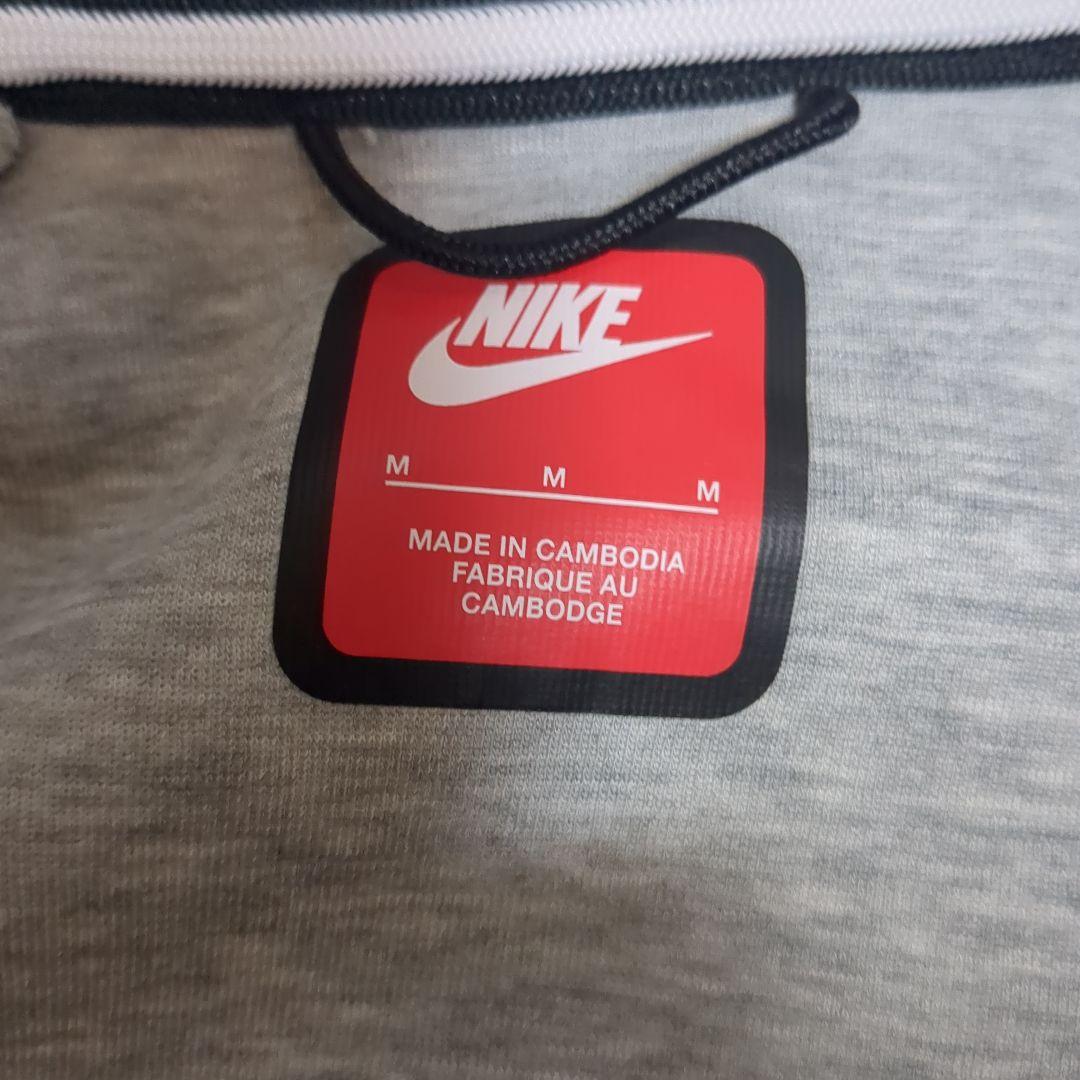 NIKE
M M M
MADE IN CAMBODIA
FABRIQUE AU
CAMBODGE